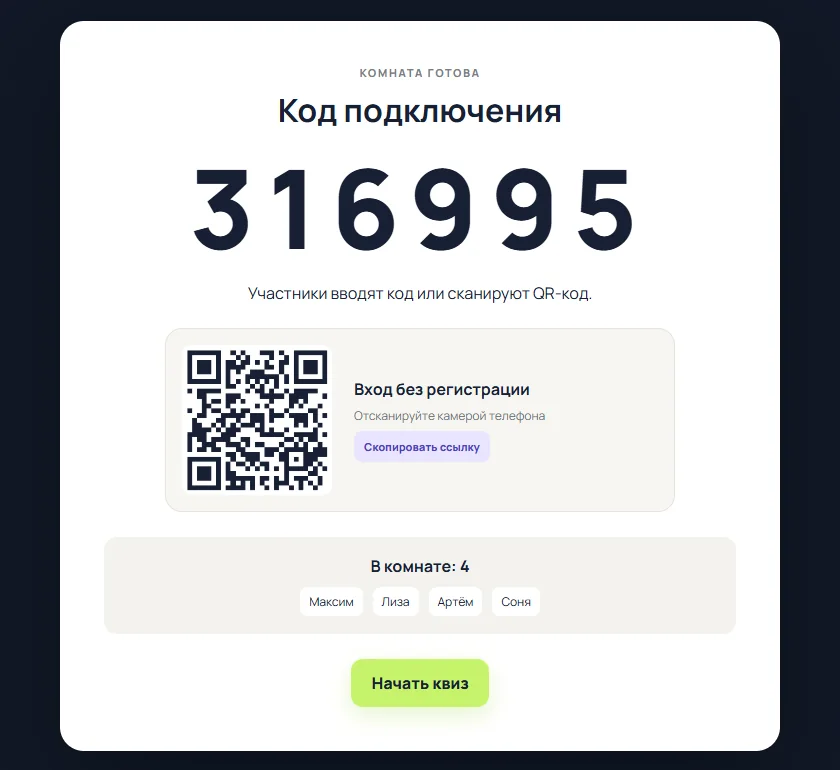 КОМНАТА ГОТОВА
Код подключения
316995
Участники вводят код или сканируют QR-код.
Вход без регистрации
Отсканируйте камерой телефона
Скопировать ссылку
В комнате: 4
Максим Лиза Артём Соня
Начать квиз